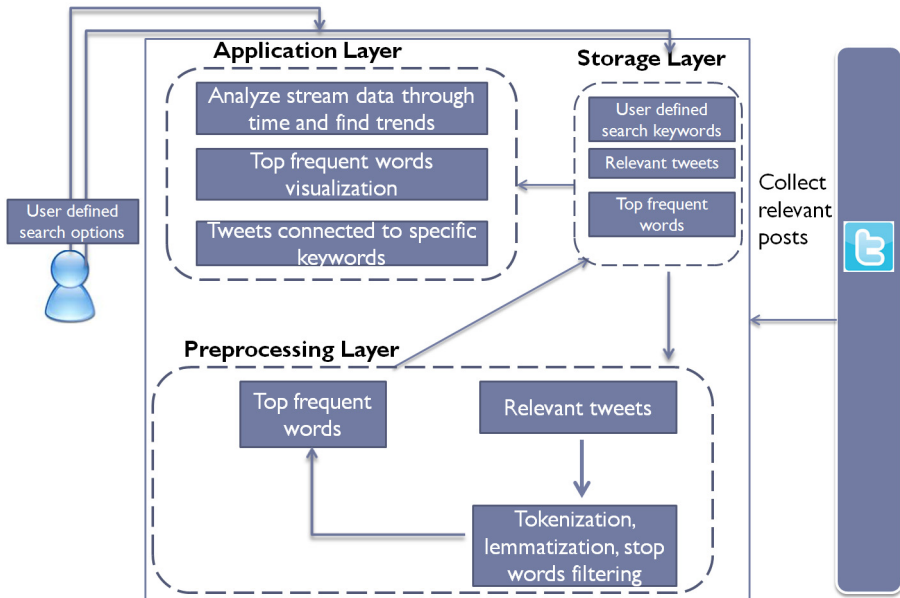 Application Layer
Storage Layer
Analyze stream data through
time and find trends
Top frequent words
visualization
Tweets connected to specific
keywords
User defined
search keywords
Relevant tweets
Top frequent
words
User defined
search options
Collect
relevant
posts
Preprocessing Layer
Top frequent
words
Relevant tweets
Tokenization,
lemmatization, stop
words filtering